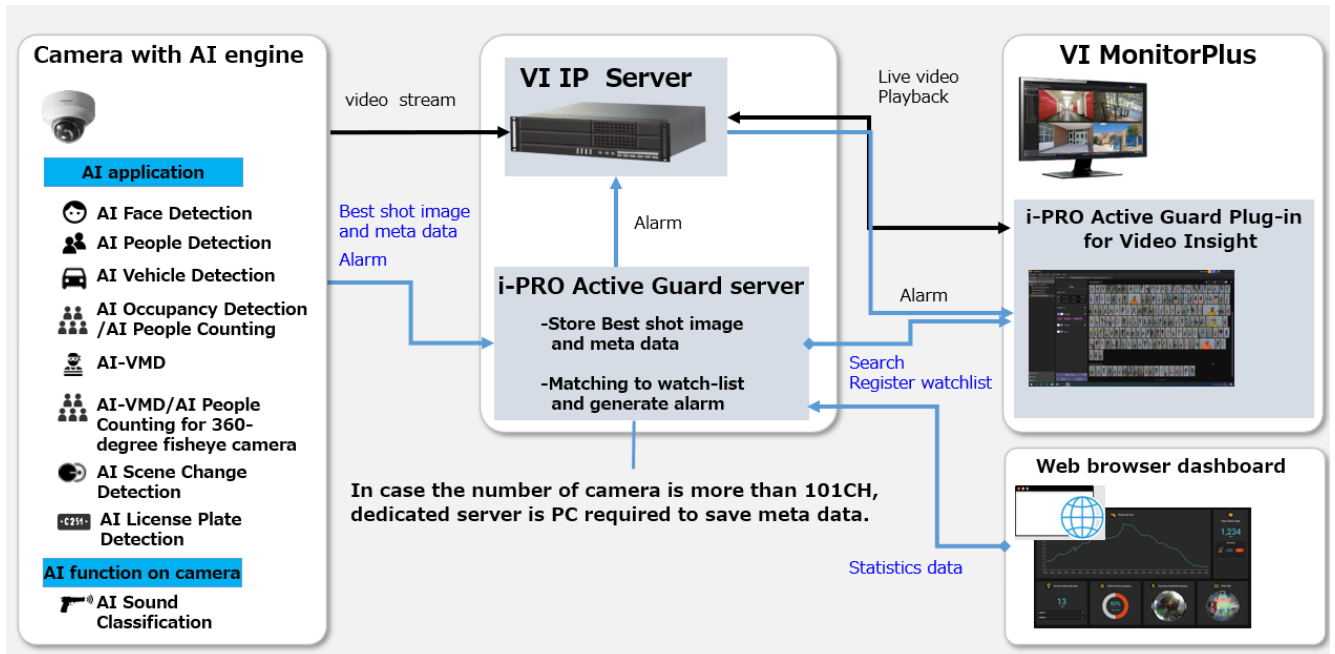 Camera with AI engine
AI application
AI Face Detection
AI People Detection
AI Vehicle Detection
AI Occupancy Detection
/AI People Counting
AI-VMD
AI-VMD/AI People
Counting for 360-
degree fisheye camera
AI Scene Change
Detection
·C251·
AI License Plate
Detection
AI function on camera
AI Sound
Classification
video stream
Best shot image
and meta data
Alarm
VI IP Server
Alarm
i-PRO Active Guard server
-Store Best shot image
and meta data
-Matching to watch-list
and generate alarm
In case the number of camera is more than 101CH,
dedicated server is PC required to save meta data.
Live video
Playback
Alarm
Search
Register watchlist
Statistics data
VI MonitorPlus
i-PRO Active Guard Plug-in
for Video Insight
Web browser dashboard
1,234
13
50%